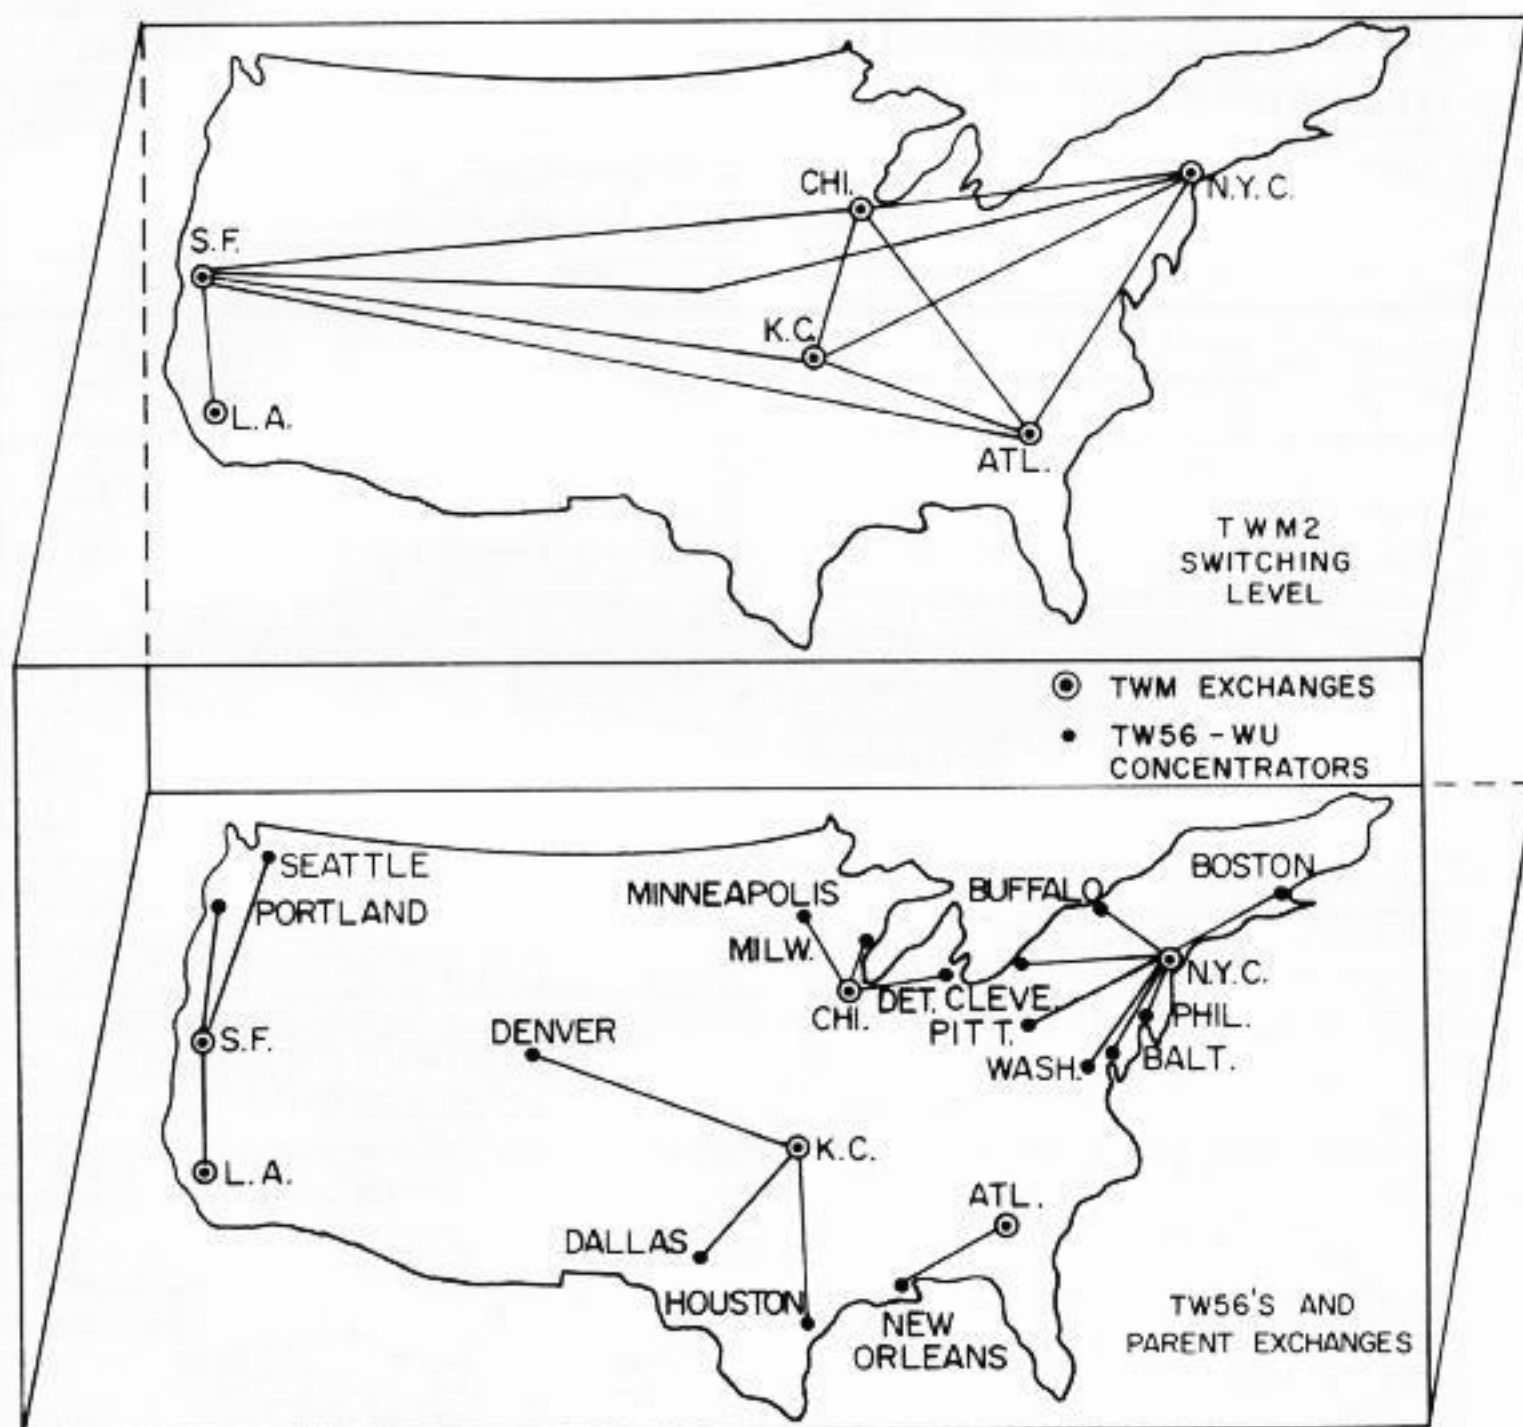 CHI.
N.Y.C.
S.F.
K.C.
L.A.
ATL.
TWM2
SWITCHING
LEVEL
TWM EXCHANGES
TW56-WU
CONCENTRATORS
SEATTLE
PORTLAND
MINNEAPOLIS
MILW.
BUFFALO
BOSTON
N.Y.C.
CHI.
DET.
CLEVE.
PITT.
PHIL.
WASH.
BALT.
S.F.
DENVER
L.A.
K.C.
ATL.
DALLAS
HOUSTON
NEW
ORLEANS
TW56'S AND
PARENT EXCHANGES